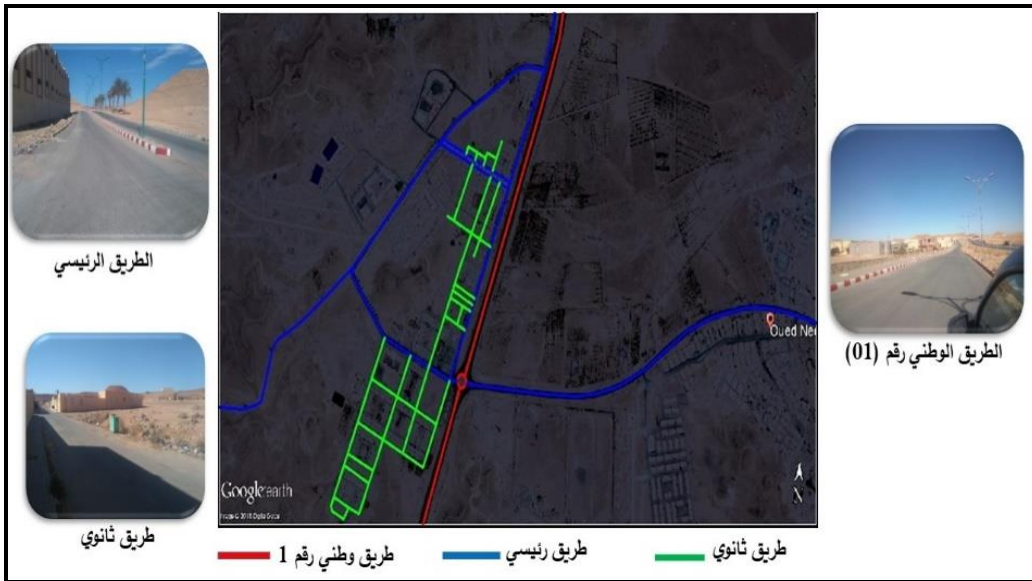 الطريق الرئيسي
Oued Ne
الطريق الوطني رقم (01)
طريق ثانوي
Google earth
N
طريق وطني رقم 1
طريق رئيسي
طريق ثانوي